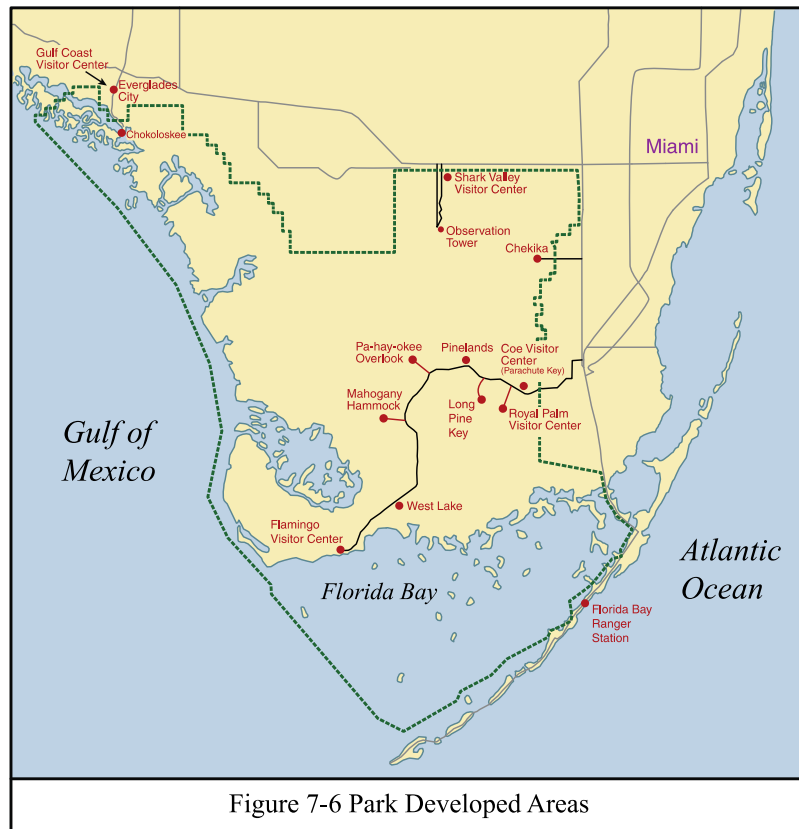 Gulf Coast
Visitor Center
Everglades
City
Chokoloskee
Miami
Shark Valley
Visitor Center
Observation
Tower
Chekika
Pa-hay-okee
Overlook
Pinelands
Coe Visitor
Center
(Parachute Key)
Mahogany
Hammock
Long
Pine
Key
Royal Palm
Visitor Center
Gulf of
Mexico
West Lake
Flamingo
Visitor Center
Florida Bay
Atlantic
Ocean
Florida Bay
Ranger
Station
Figure 7-6 Park Developed Areas